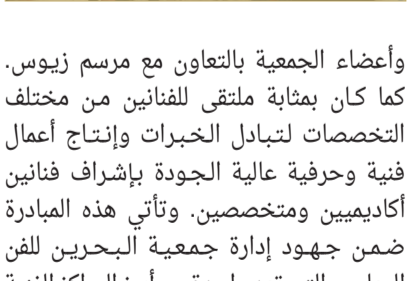 وأعضاء الجمعية بالتعاون مع مرسم زيوس.
كما كان بمثابة ملتقى للفنانين من مختلف
التخصصات لتبادل الخبرات وإنتاج أعمال
فنية وحرفية عالية الجودة بإشراف فنانين
أكاديميين ومتخصصين. وتأتي هذه المبادرة
ضمن جهود إدارة جمعية البحرين للفن